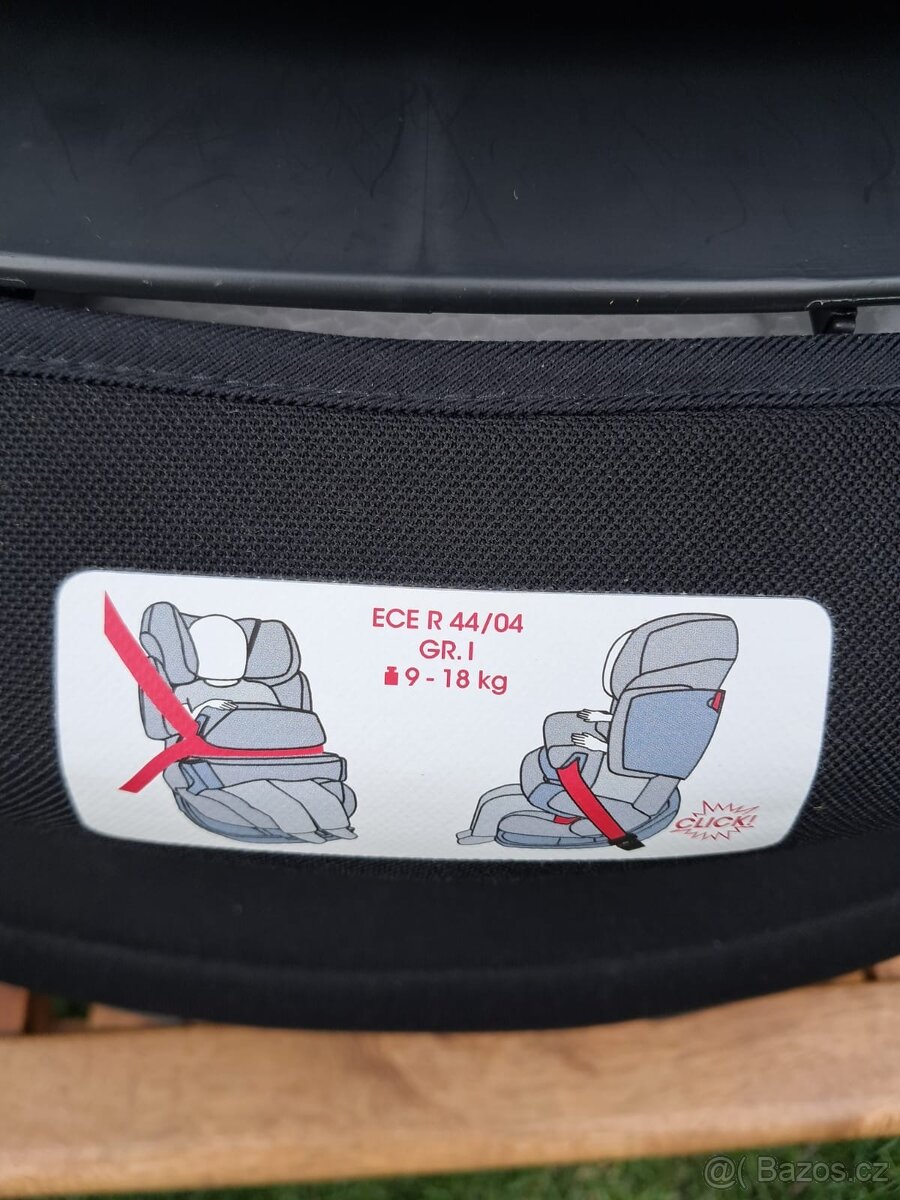 ECE R 44/04
GR. I
9 - 18 kg
CLICK!
@( Bazos.cz